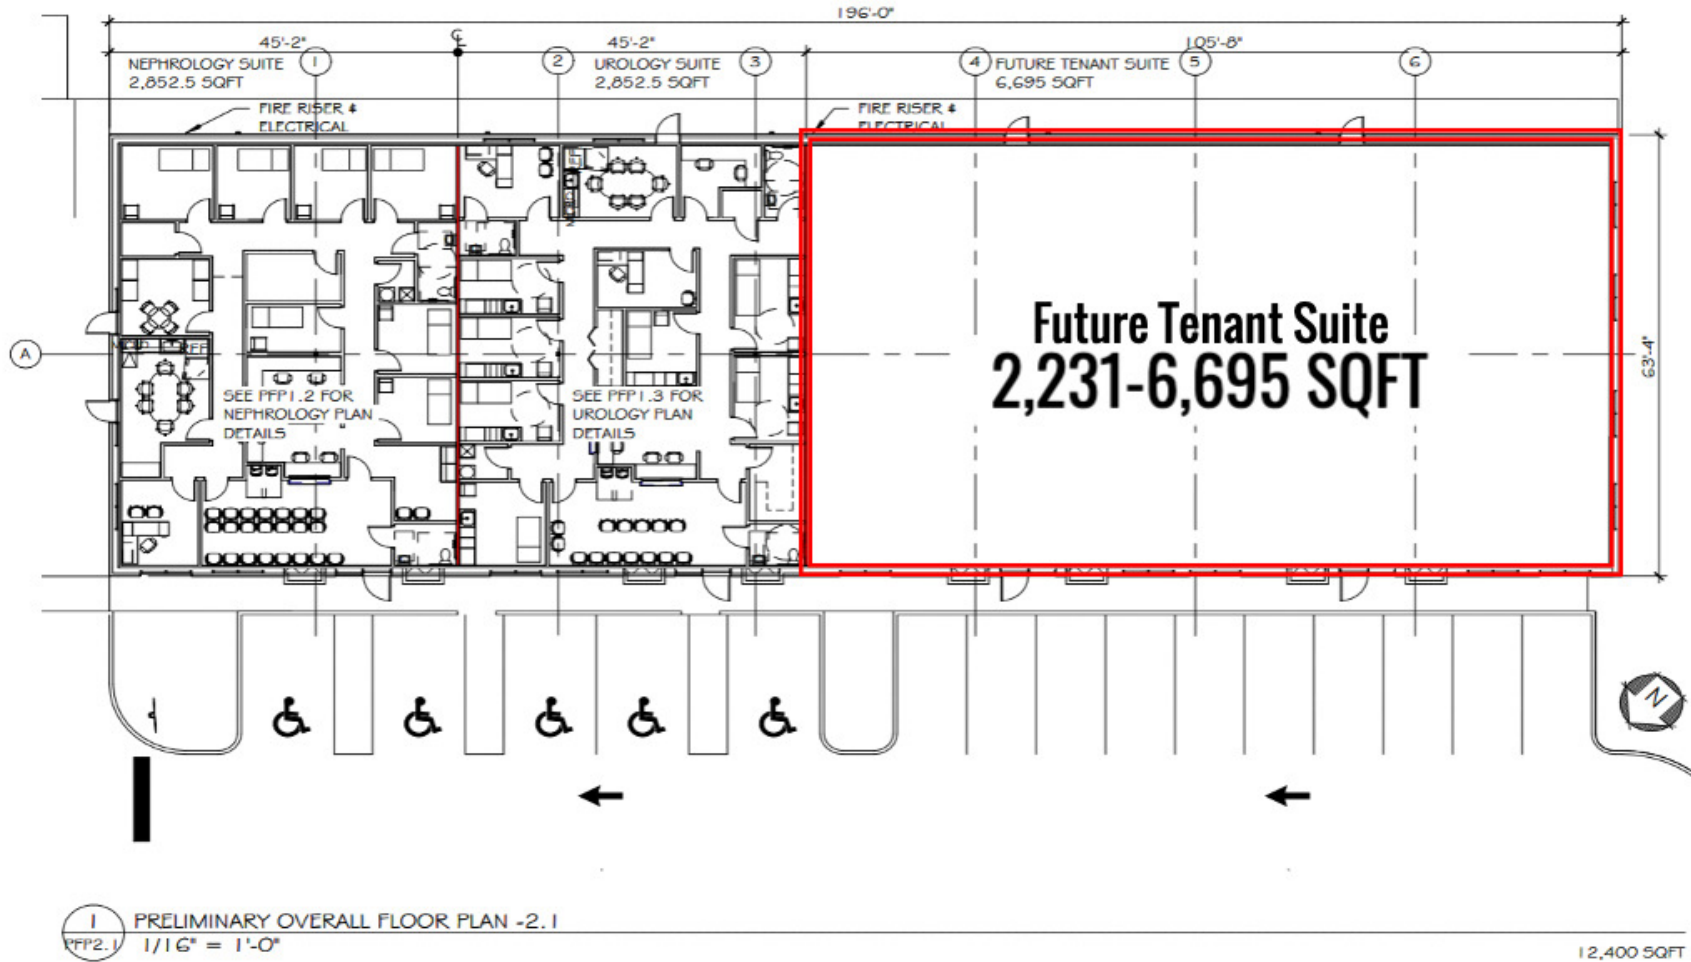 196'-0"
45'-2"
℄
45'-2"
105'-8"
NEPHROLOGY SUITE
2,852.5 SQFT
1
2
UROLOGY SUITE
2,852.5 SQFT
3
4
FUTURE TENANT SUITE
6,695 SQFT
5
6
FIRE RISER &
ELECTRICAL
FIRE RISER &
ELECTRICAL
REF
A
REF
63'-4"
Future Tenant Suite
2,231-6,695 SQFT
SEE PFP1.2 FOR
NEPHROLOGY PLAN
DETAILS
SEE PFP1.3 FOR
UROLOGY PLAN
DETAILS
N
1
PFP2.1
PRELIMINARY OVERALL FLOOR PLAN -2.1
1/16" = 1'-0"
12,400 SQFT